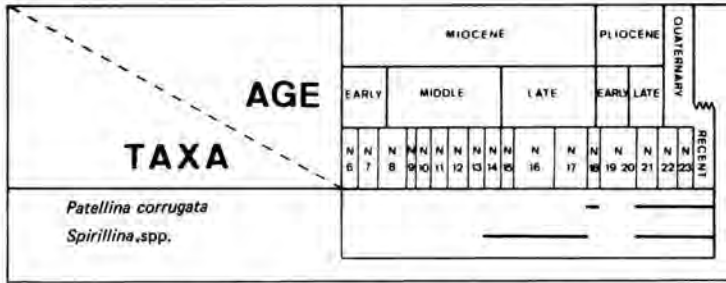 MIOCENE PLIOCENE QUATERNARY
AGE EARLY MIDDLE LATE EARLY LATE
TAXA N 6 N 7 N 8 N 9 N 10 N 11 N 12 N 13 N 14 N 15 N 16 N 17 N 18 N 19 20 N 21 N 22 N 23 RECENT
Patellina corrugata
Spirillina.spp.